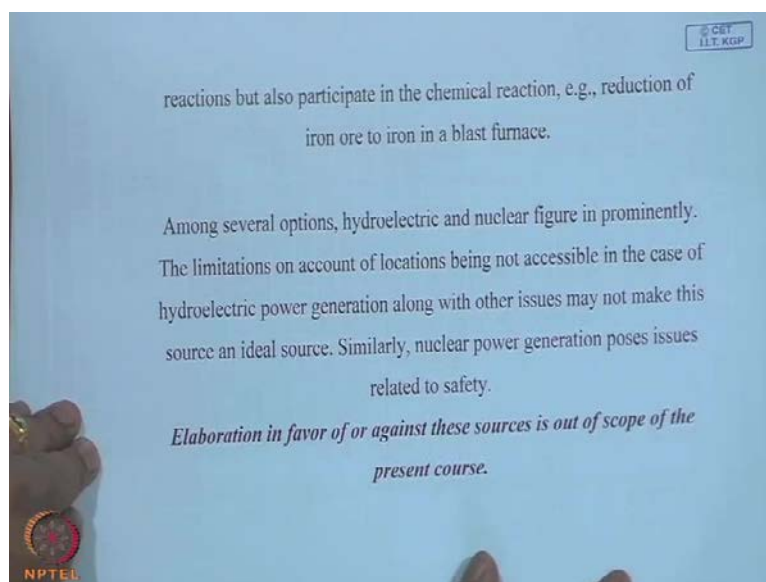 © CET
I.I.T. KGP
reactions but also participate in the chemical reaction, e.g., reduction of
iron ore to iron in a blast furnace.
Among several options, hydroelectric and nuclear figure in prominently.
The limitations on account of locations being not accessible in the case of
hydroelectric power generation along with other issues may not make this
source an ideal source. Similarly, nuclear power generation poses issues
related to safety.
Elaboration in favor of or against these sources is out of scope of the
present course.
NPTEL